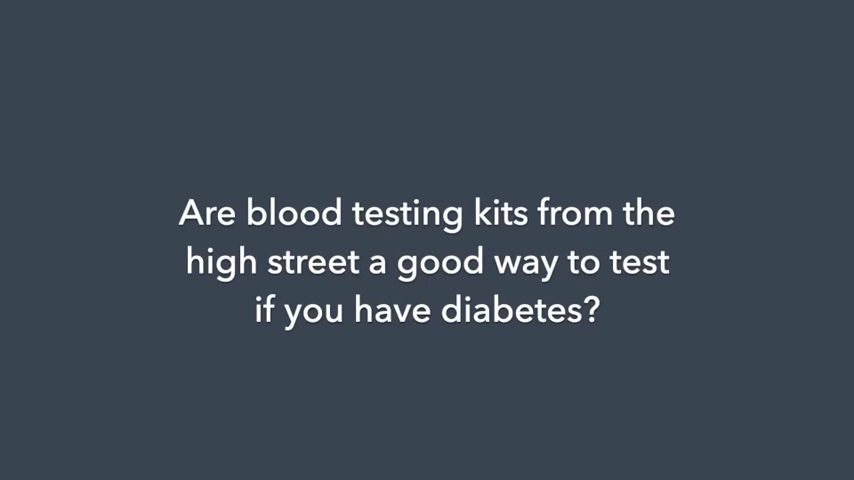 Are blood testing kits from the
high street a good way to test
if you have diabetes?